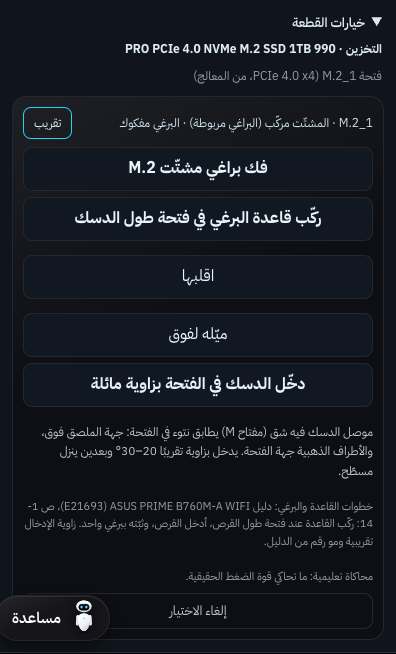 ▼ خيارات القطعة
التخزين · 990 PRO PCIe 4.0 NVMe M.2 SSD 1TB
فتحة M.2_1 (PCIe 4.0 x4، من المعالج)
M.2_1 · المشتّت مركّب (البراغي مربوطة) · البرغي مفكوك
تقريب
فك براغي مشتّت M.2
ركّب قاعدة البرغي في فتحة طول الدسك
اقلبها
ميّله لفوق
دخّل الدسك في الفتحة بزاوية مائلة
موصل الدسك فيه شق (مفتاح M) يطابق نتوء في الفتحة: جهة الملصق فوق،
والأطراف الذهبية جهة الفتحة. يدخل بزاوية تقريبًا 20–30° وبعدين ينزل
مسطّح.
خطوات القاعدة والبرغي: دليل ASUS PRIME B760M-A WIFI (E21693)، ص 1-
14: ركّب القاعدة عند فتحة طول القرص، أدخل القرص، وثبّته ببرغي واحد. زاوية الإدخال
تقريبية ومو رقم من الدليل.
محاكاة تعليمية: ما تحاكي قوة الضغط الحقيقية.
إلغاء الاختيار
مساعدة